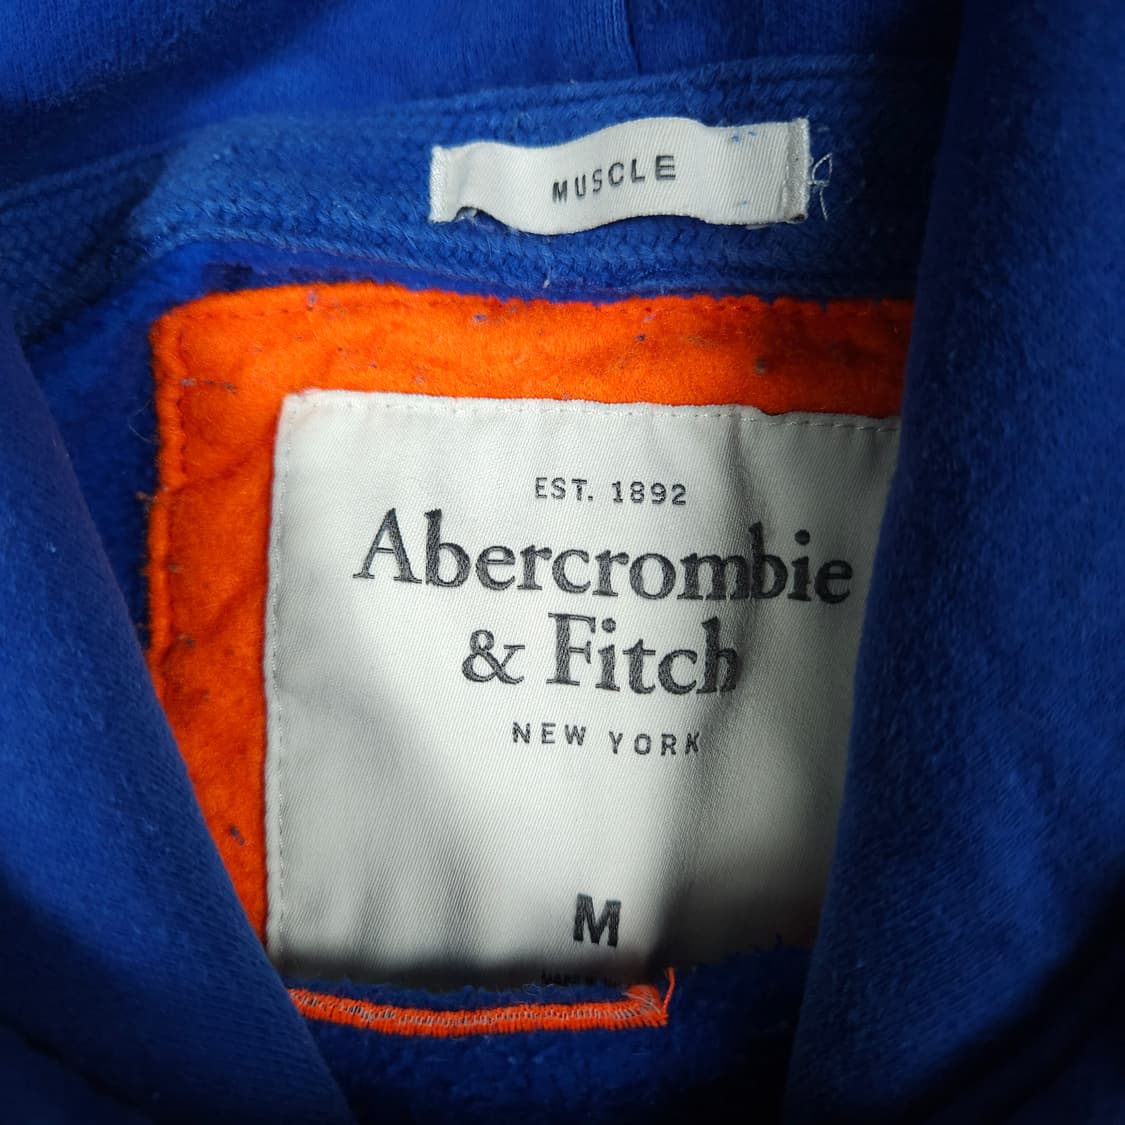 MUSCLE
EST. 1892
Abercrombie
& Fitch
NEW YORK
M